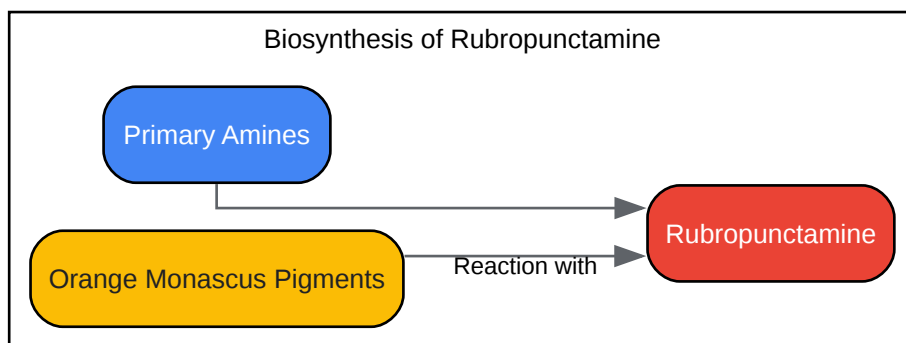 Biosynthesis of Rubropunctamine
Primary Amines
Rubropunctamine
Orange Monascus Pigments
Reaction with